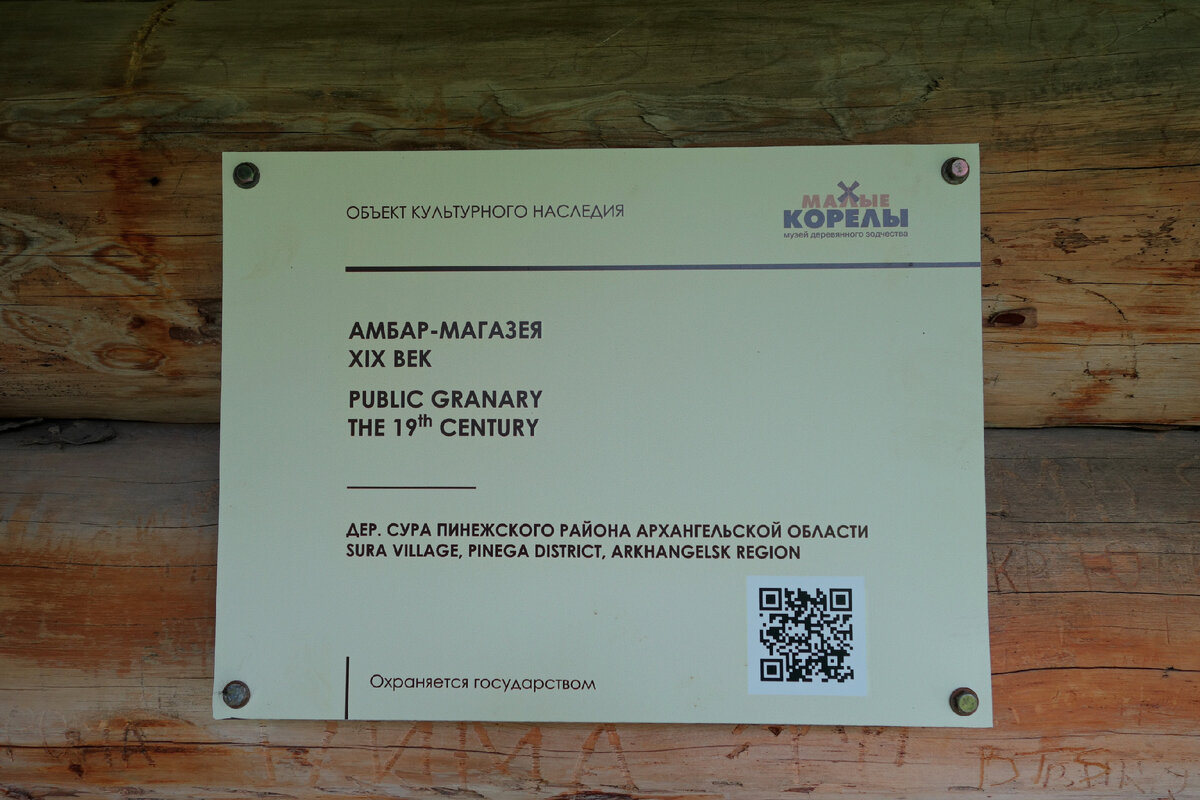 ОБЪЕКТ КУЛЬТУРНОГО НАСЛЕДИЯ
МАЛЫЕ
КОРЕЛЫ
музей деревянного зодчества
АМБАР-МАГАЗЕЯ
XIX ВЕК
PUBLIC GRANARY
THE 19th CENTURY
ДЕР. СУРА ПИНЕЖСКОГО РАЙОНА АРХАНГЕЛЬСКОЙ ОБЛАСТИ
SURA VILLAGE, PINEGA DISTRICT, ARKHANGELSK REGION
Охраняется государством